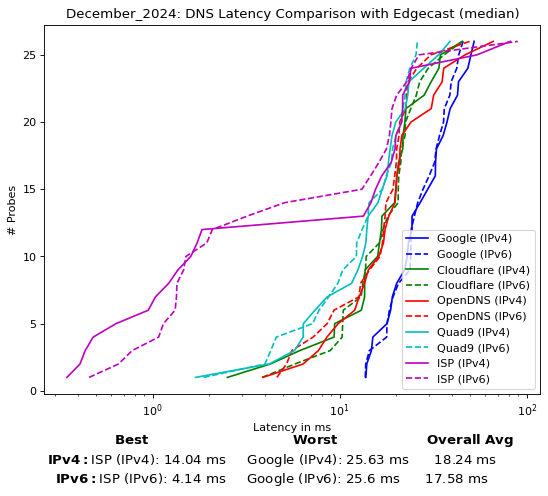 December_2024: DNS Latency Comparison with Edgecast (median)
# Probes
25
20
15
10
5
0
Google (IPv4)
Google (IPv6)
Cloudflare (IPv4)
Cloudflare (IPv6)
OpenDNS (IPv4)
OpenDNS (IPv6)
Quad9 (IPv4)
Quad9 (IPv6)
ISP (IPv4)
ISP (IPv6)
10⁰ 10¹ 10²
Latency in ms
Best Worst Overall Avg
IPv4: ISP (IPv4): 14.04 ms Google (IPv4): 25.63 ms 18.24 ms
IPv6: ISP (IPv6): 4.14 ms Google (IPv6): 25.6 ms 17.58 ms